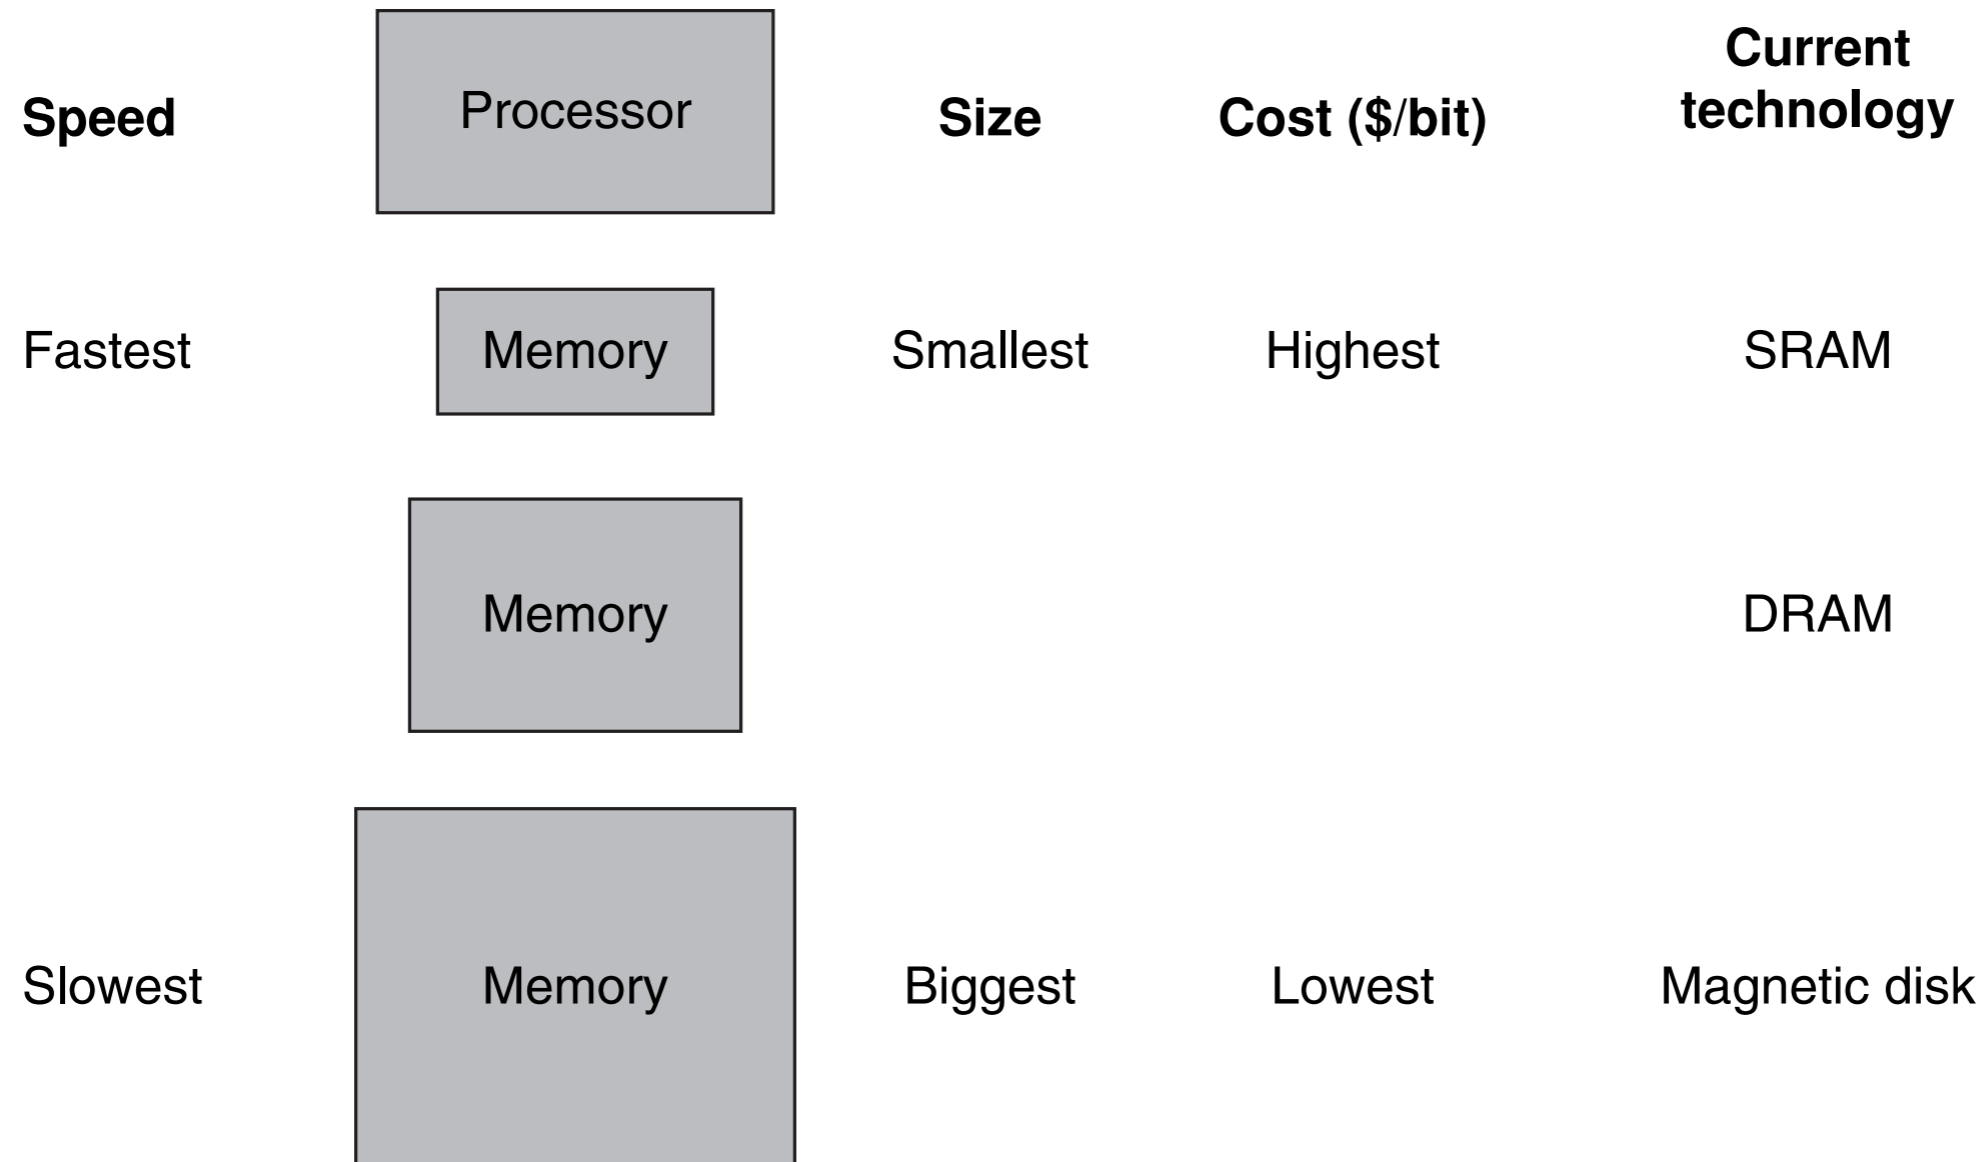 Speed
Processor
Size
Cost ($/bit)
Current
technology
Fastest
Memory
Smallest
Highest
SRAM
Memory
DRAM
Slowest
Memory
Biggest
Lowest
Magnetic disk